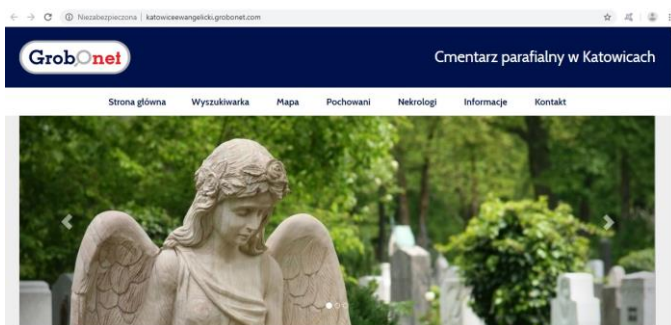 Niezabezpieczona | katowiceewangelicki.grobonet.com
GrobOnet
Cmentarz parafialny w Katowicach
Strona główna Wyszukiwarka Mapa Pochowani Nekrologi Informacje Kontakt